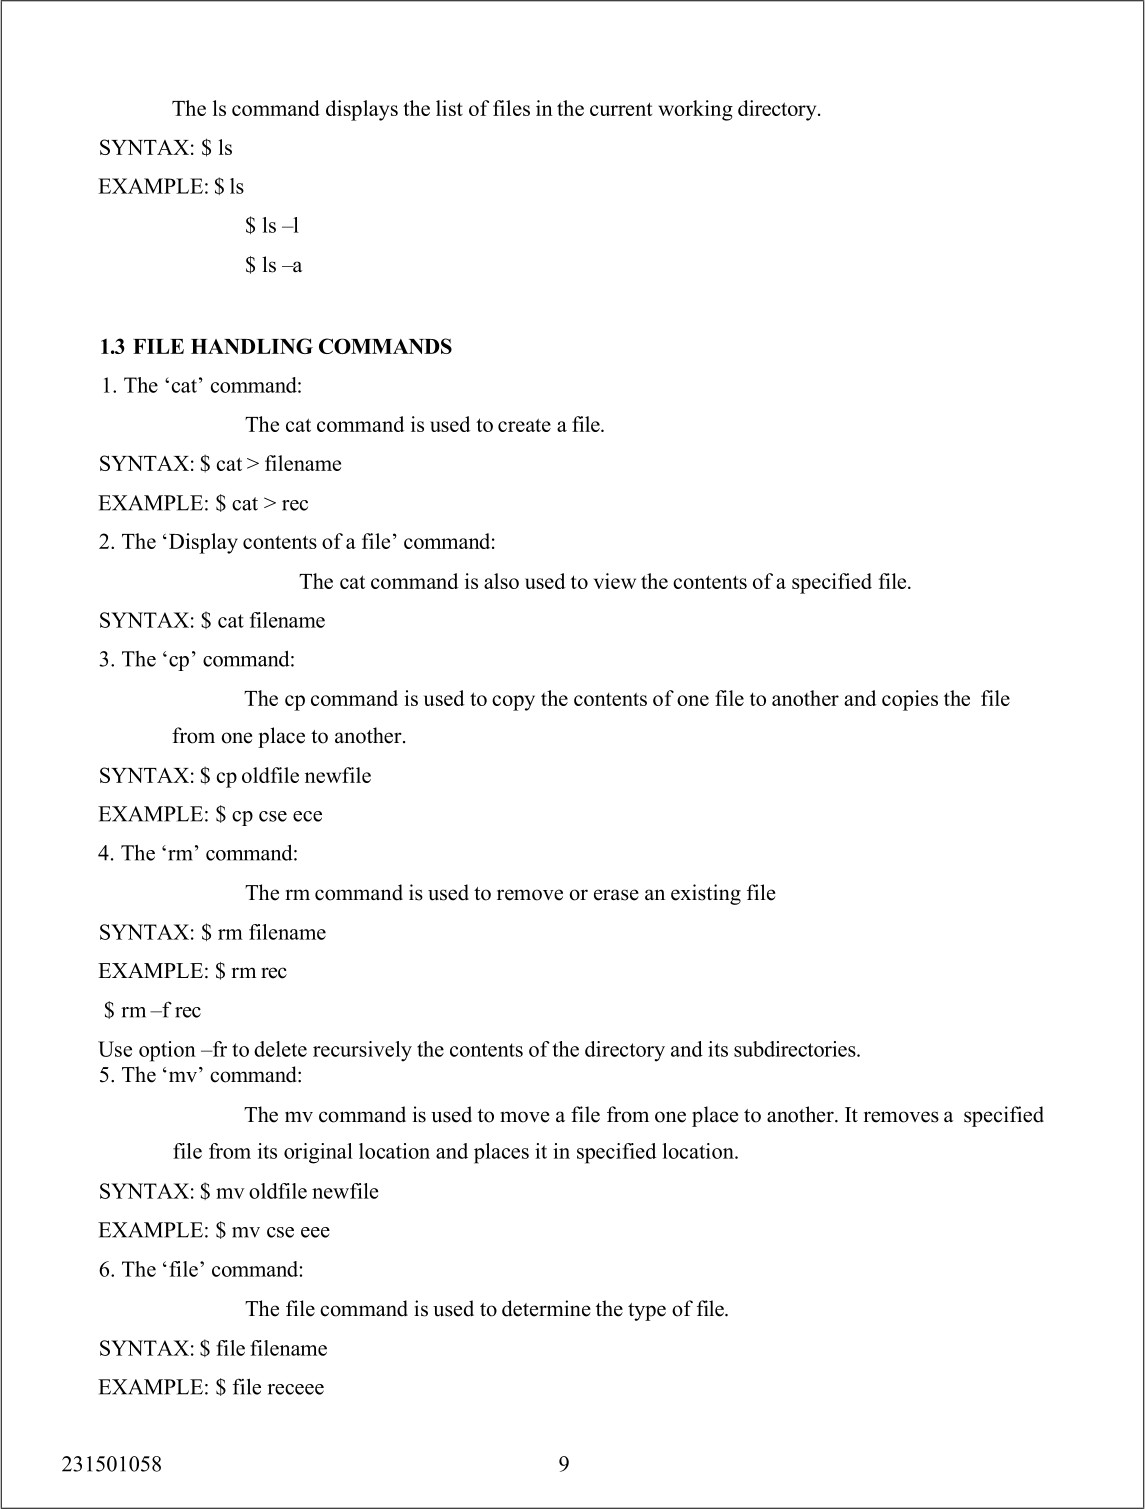 The ls command displays the list of files in the current working directory.
SYNTAX: $ ls
EXAMPLE: $ ls
$ ls –l
$ ls –a
1.3 FILE HANDLING COMMANDS
1. The ‘cat’ command:
The cat command is used to create a file.
SYNTAX: $ cat > filename
EXAMPLE: $ cat > rec
2. The ‘Display contents of a file’ command:
The cat command is also used to view the contents of a specified file.
SYNTAX: $ cat filename
3. The ‘cp’ command:
The cp command is used to copy the contents of one file to another and copies the file
from one place to another.
SYNTAX: $ cp oldfile newfile
EXAMPLE: $ cp cse ece
4. The ‘rm’ command:
The rm command is used to remove or erase an existing file
SYNTAX: $ rm filename
EXAMPLE: $ rm rec
$ rm –f rec
Use option –fr to delete recursively the contents of the directory and its subdirectories.
5. The ‘mv’ command:
The mv command is used to move a file from one place to another. It removes a specified
file from its original location and places it in specified location.
SYNTAX: $ mv oldfile newfile
EXAMPLE: $ mv cse eee
6. The ‘file’ command:
The file command is used to determine the type of file.
SYNTAX: $ file filename
EXAMPLE: $ file receee
231501058 9